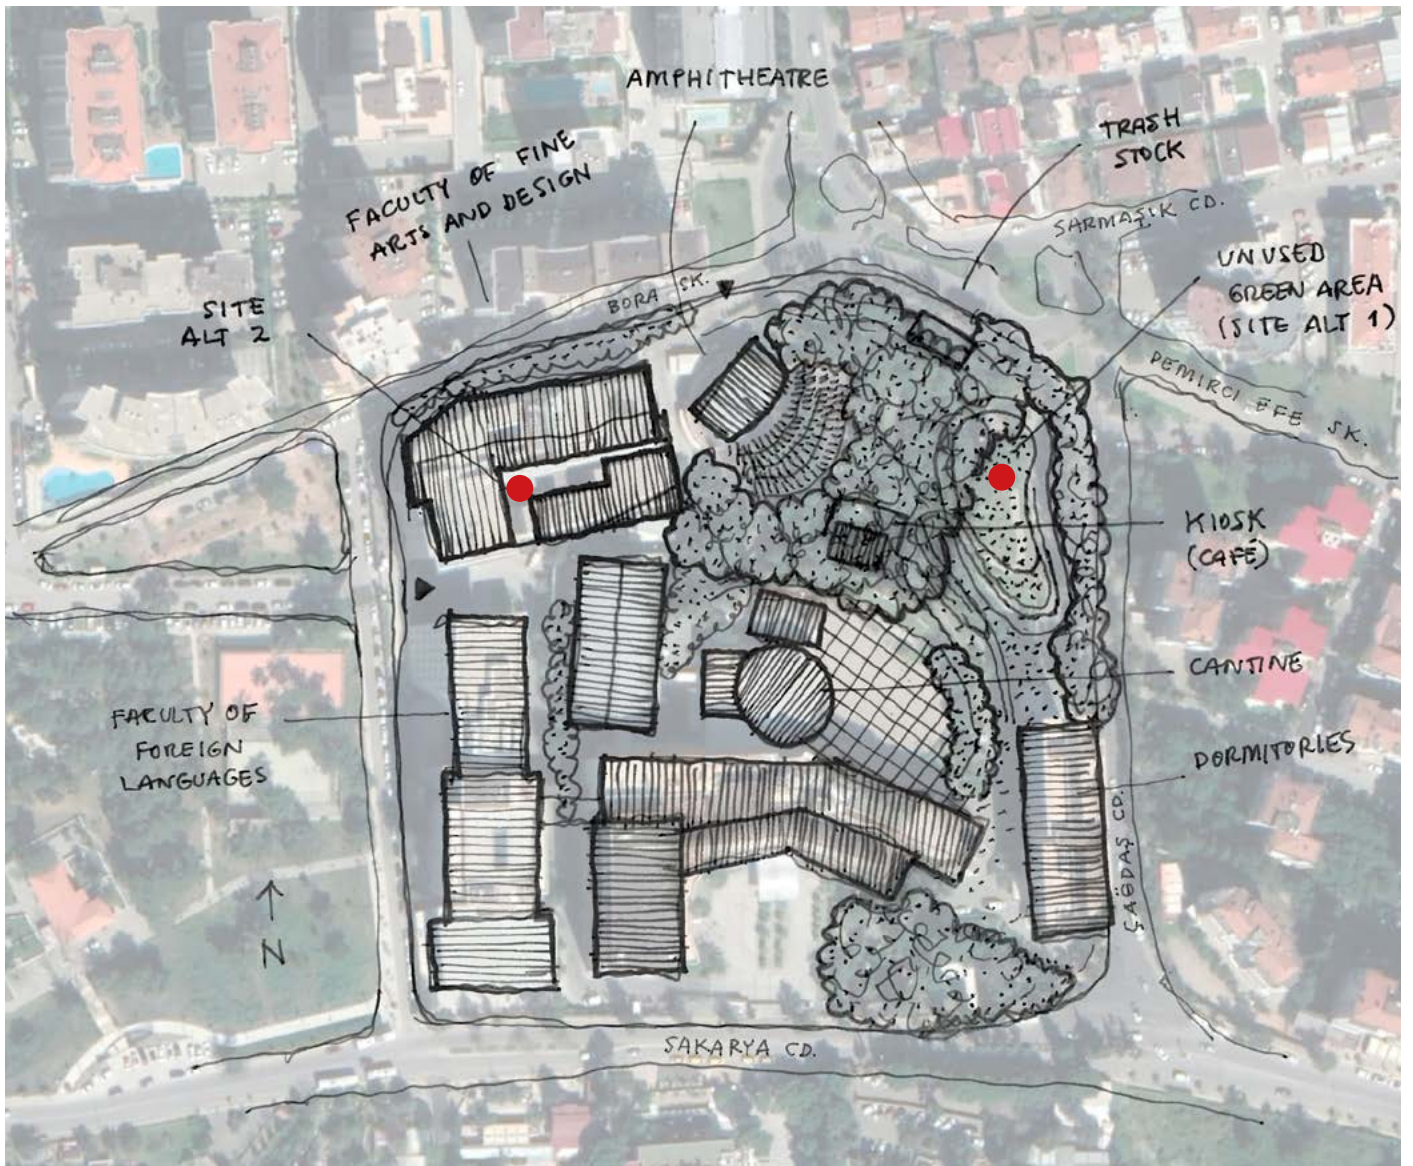 AMPHITHEATRE
TRASH
STOCK
FACULTY OF FINE
ARTS AND DESIGN
SARMAŞIK CD.
UNUSED
GREEN AREA
(SITE ALT 1)
BORA SK.
SITE
ALT 2
DEMIRCI EFE SK.
KIOSK
(CAFÉ)
CANTINE
FACULTY OF
FOREIGN
LANGUAGES
DORMITORIES
ÇAĞDAŞ CD.
N
SAKARYA CD.